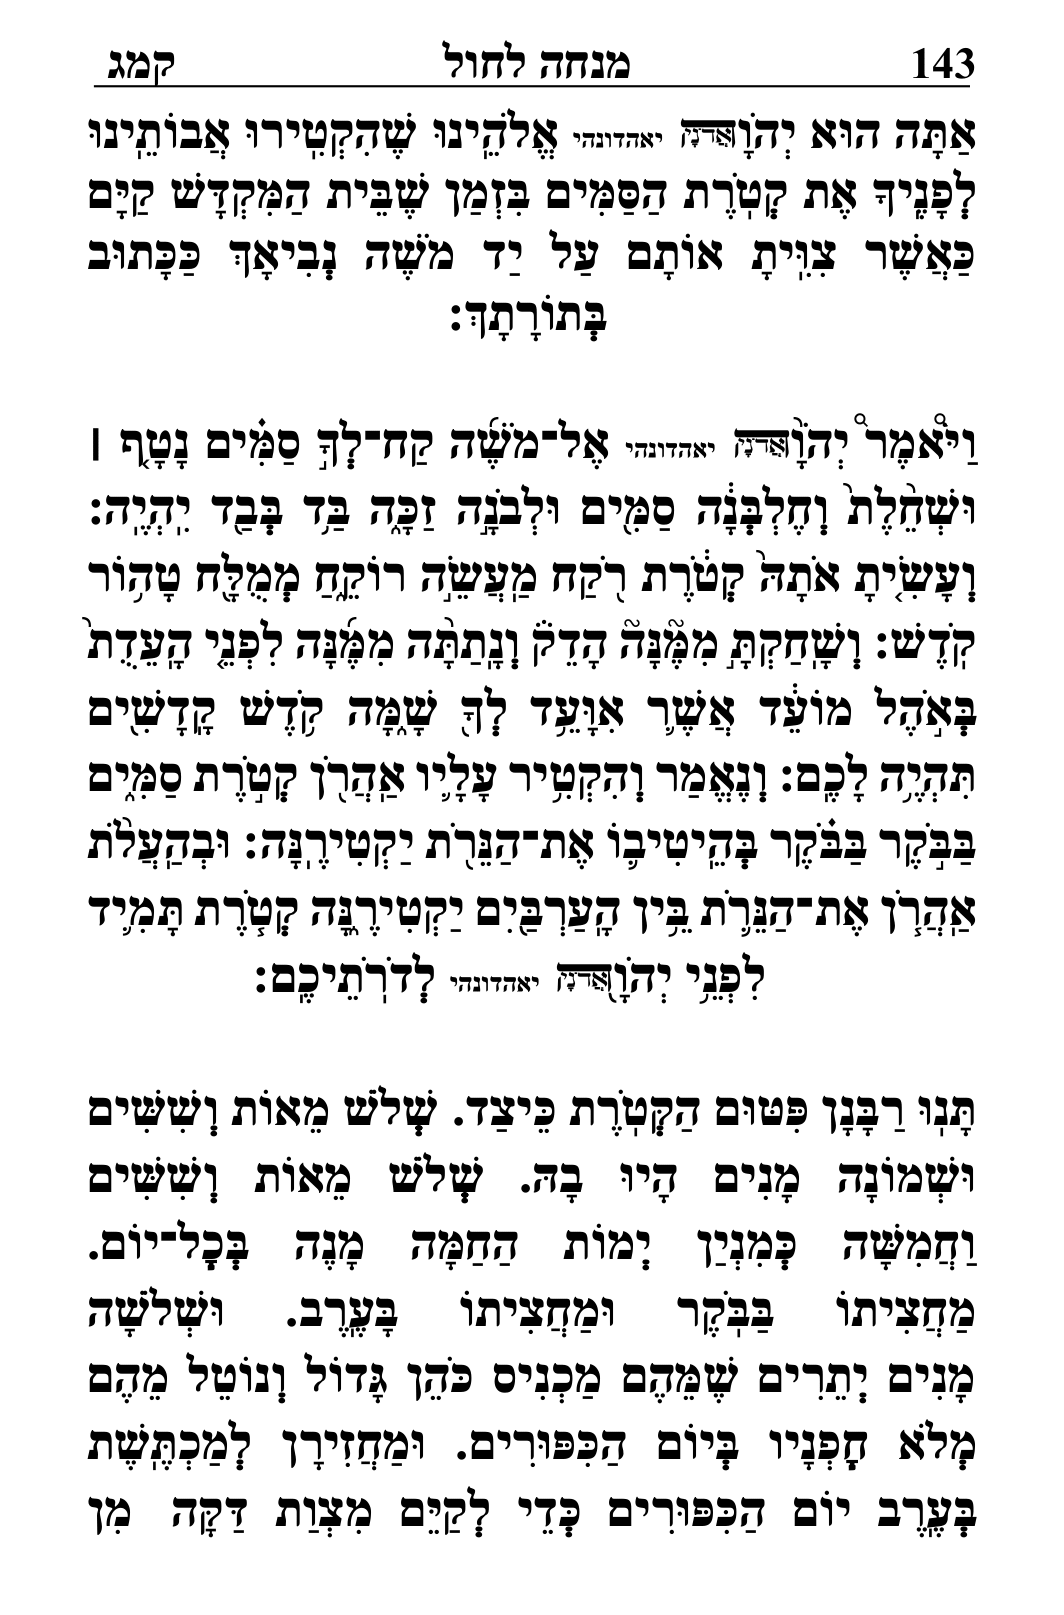 143 מנחה לחול קמג
אַתָּה הוּא יְהֹוָאֲדֹנָיָ יאהדונהי אֱלֹהֵינוּ שֶׁהִקְטִירוּ אֲבוֹתֵינוּ
לְפָנֶיךָ אֶת קְטֹרֶת הַסַּמִּים בִּזְמַן שֶׁבֵּית הַמִּקְדָּשׁ קַיָּם
כַּאֲשֶׁר צִוִּיתָ אוֹתָם עַל יַד מֹשֶׁה נְבִיאָךְ כַּכָּתוּב
בְּתוֹרָתָךְ:
וַיֹּ֩אמֶר֩ יְהֹוָ֨אֲדֹנָיָ יאהדונהי אֶל־מֹשֶׁ֜ה קַח־לְךָ֣ סַמִּ֗ים נָטָ֤ף ׀
וּשְׁחֵ֙לֶת֙ וְחֶלְבְּנָ֔ה סַמִּ֖ים וּלְבֹנָ֣ה זַכָּ֑ה בַּ֥ד בְּבַ֖ד יִֽהְיֶֽה:
וְעָשִׂ֤יתָ אֹתָהּ֙ קְטֹ֔רֶת רֹ֖קַח מַֽעֲשֵׂ֣ה רוֹקֵ֑חַ מְמֻלָּ֖ח טָה֥וֹר
קֹֽדֶשׁ: וְשָֽׁחַקְתָּ֣ מִמֶּ֘נָּה֘ הָדֵק֒ וְנָֽתַתָּ֨ה מִמֶּ֜נָּה לִפְנֵ֤י הָֽעֵדֻת֙
בְּאֹ֣הֶל מוֹעֵ֔ד אֲשֶׁ֛ר אִוָּעֵ֥ד לְךָ֖ שָׁ֑מָּה קֹ֥דֶשׁ קָֽדָשִׁ֖ים
תִּהְיֶ֥ה לָכֶֽם: וְנֶאֱמַר וְהִקְטִ֥יר עָלָ֛יו אַֽהֲרֹ֖ן קְטֹ֣רֶת סַמִּ֑ים
בַּבֹּ֣קֶר בַּבֹּ֗קֶר בְּהֵֽיטִיב֛וֹ אֶת־הַנֵּרֹ֖ת יַקְטִירֶֽנָּה: וּבְהַֽעֲלֹ֨ת
אַֽהֲרֹ֧ן אֶת־הַנֵּרֹ֛ת בֵּ֥ין הָֽעַרְבַּ֖יִם יַקְטִירֶ֑נָּה קְטֹ֧רֶת תָּמִ֛יד
לִפְנֵ֥י יְהֹוָ֖אֲדֹנָיָ יאהדונהי לְדֹרֹֽתֵיכֶֽם:
תָּנוּ רַבָּנָן פִּטּוּם הַקְּטֹרֶת כֵּיצַד. שְׁלֹשׁ מֵאוֹת וְשִׁשִּׁים
וּשְׁמוֹנָה מָנִים הָיוּ בָהּ. שְׁלֹשׁ מֵאוֹת וְשִׁשִּׁים
וַחֲמִשָּׁה כְּמִנְיַן יְמוֹת הַחַמָּה מָנֶה בְּכָל־יוֹם.
מַחֲצִיתוֹ בַּבֹּקֶר וּמַחֲצִיתוֹ בָּעֶרֶב. וּשְׁלֹשָׁה
מָנִים יְתֵרִים שֶׁמֵּהֶם מַכְנִיס כֹּהֵן גָּדוֹל וְנוֹטֵל מֵהֶם
מְלֹא חָפְנָיו בְּיוֹם הַכִּפּוּרִים. וּמַחֲזִירָן לְמַכְתֶּשֶׁת
בְּעֶרֶב יוֹם הַכִּפּוּרִים כְּדֵי לְקַיֵּם מִצְוַת דַּקָּה מִן